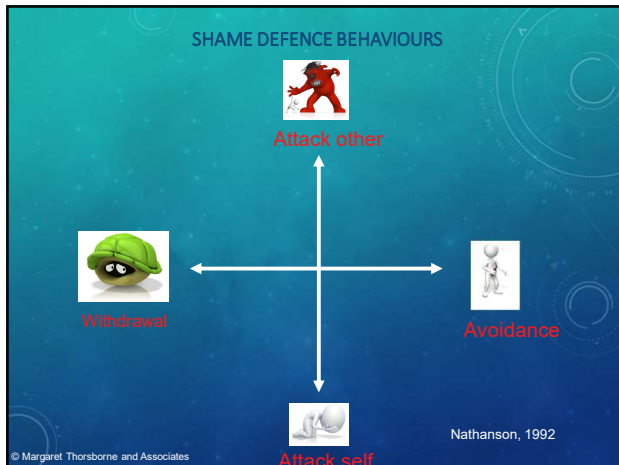 SHAME DEFENCE BEHAVIOURS
Attack other
Withdrawal
Avoidance
Attack self
Nathanson, 1992
© Margaret Thorsborne and Associates